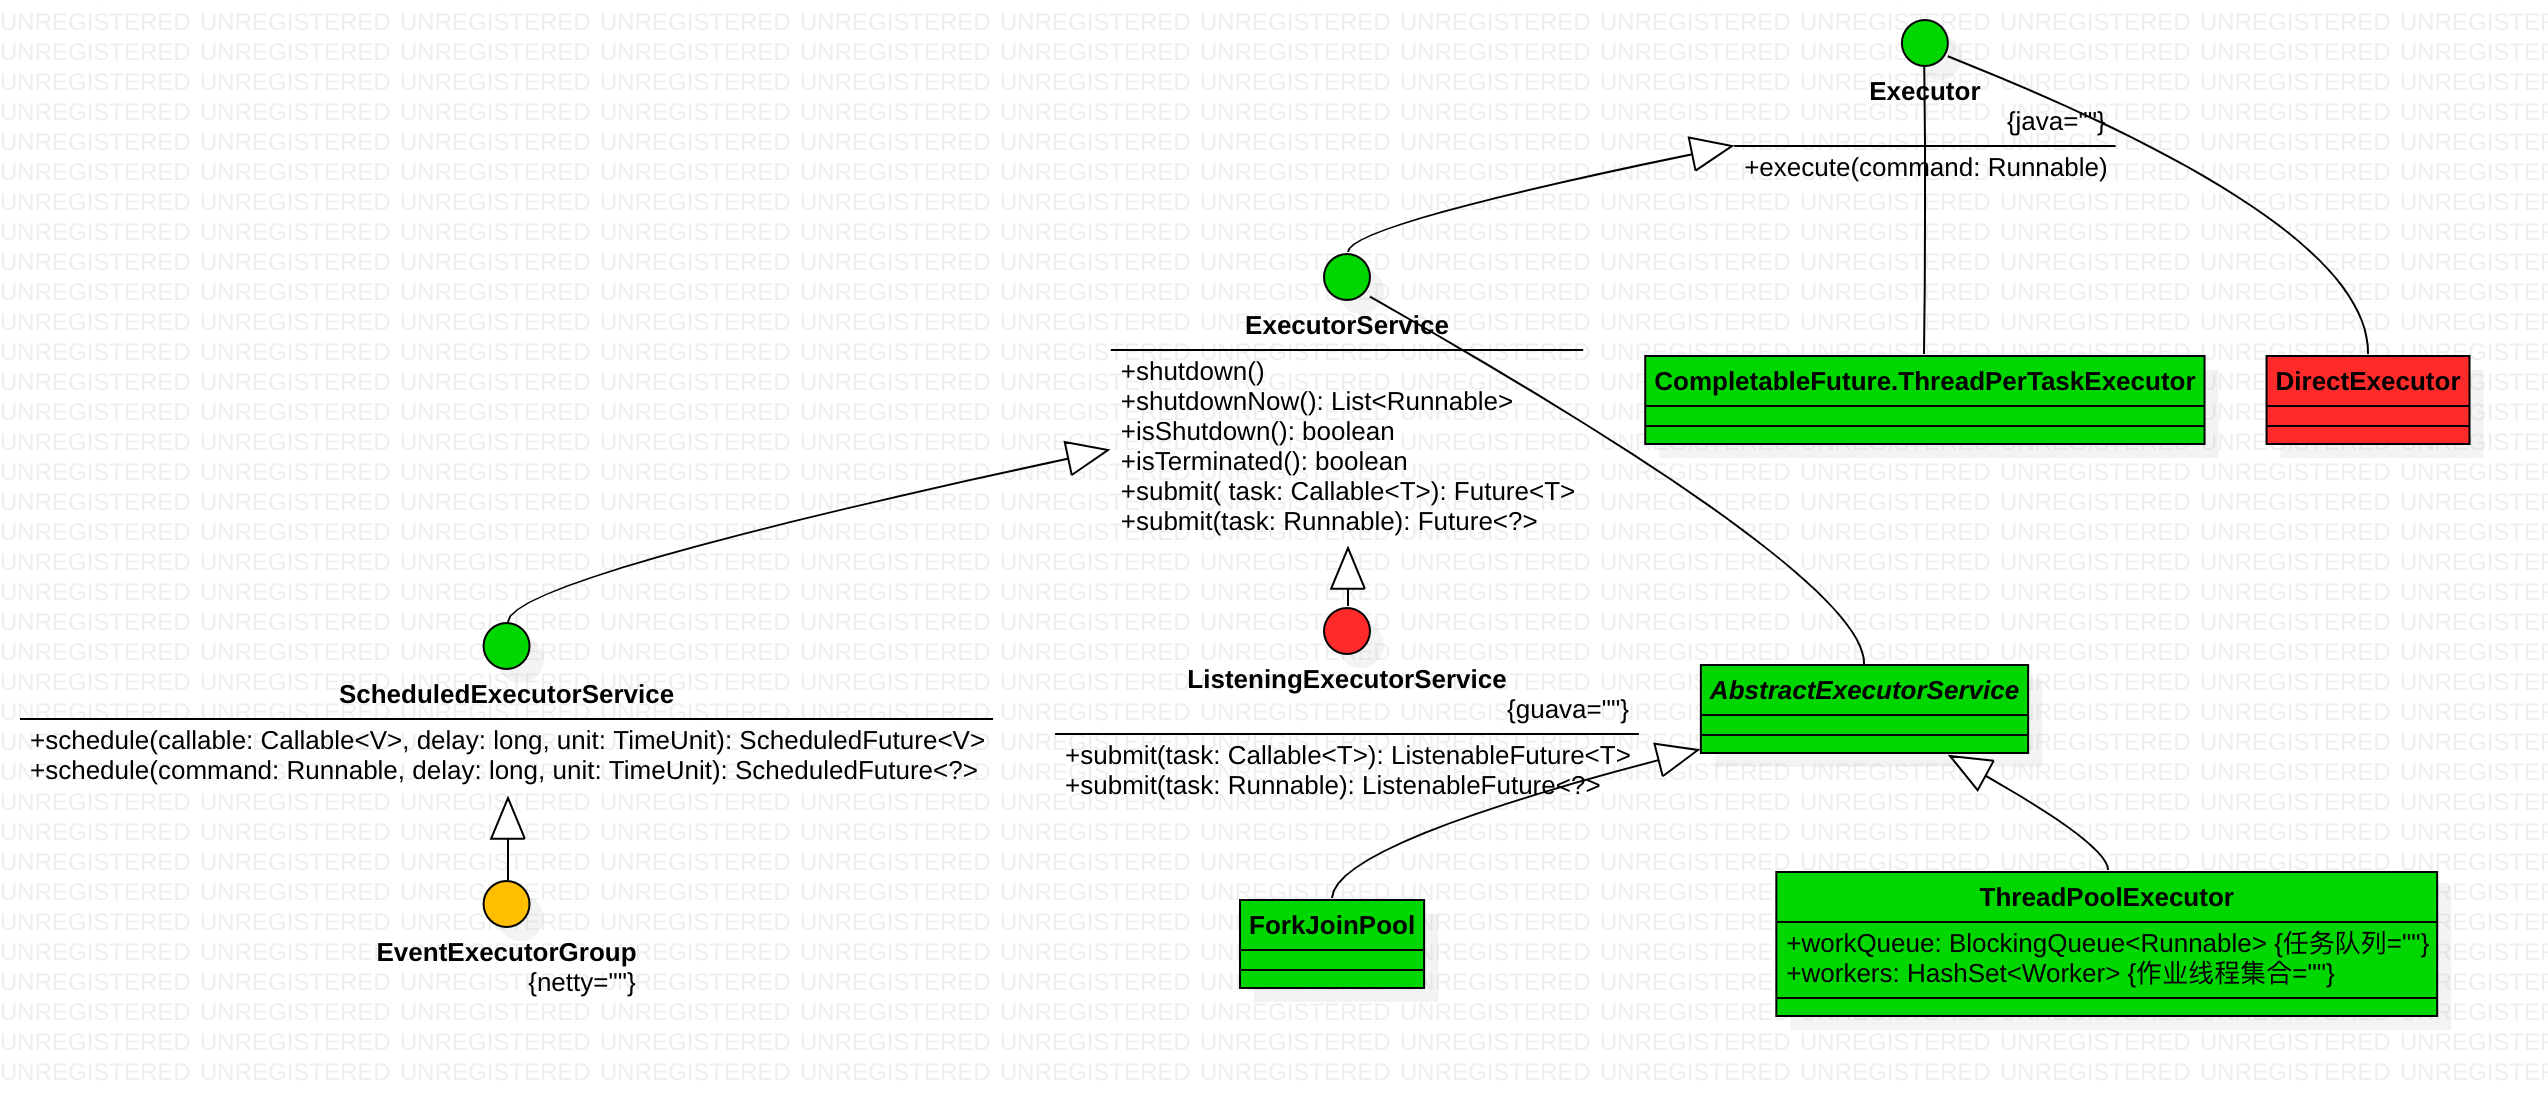 Executor
{java=""}
+execute(command: Runnable)
ExecutorService
+shutdown()
+shutdownNow(): List<Runnable>
+isShutdown(): boolean
+isTerminated(): boolean
+submit( task: Callable<T>): Future<T>
+submit(task: Runnable): Future<?>
CompletableFuture.ThreadPerTaskExecutor
DirectExecutor
ScheduledExecutorService
+schedule(callable: Callable<V>, delay: long, unit: TimeUnit): ScheduledFuture<V>
+schedule(command: Runnable, delay: long, unit: TimeUnit): ScheduledFuture<?>
ListeningExecutorService
{guava=""}
+submit(task: Callable<T>): ListenableFuture<T>
+submit(task: Runnable): ListenableFuture<?>
AbstractExecutorService
EventExecutorGroup
{netty=""}
ForkJoinPool
ThreadPoolExecutor
+workQueue: BlockingQueue<Runnable> {任务队列=""}
+workers: HashSet<Worker> {作业线程集合=""}
UNREGISTERED